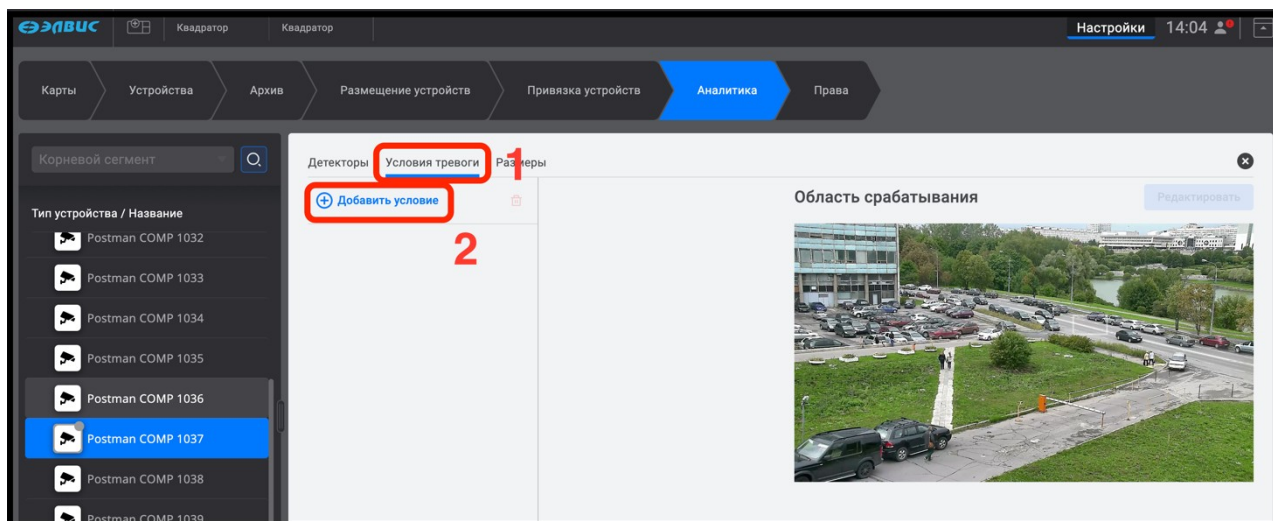 ЭЛВИС Квадратор Квадратор Настройки 14:04
Карты Устройства Архив Размещение устройств Привязка устройств Аналитика Права
Корневой сегмент
Детекторы Условия тревоги Размеры
1
Добавить условие
2
Область срабатывания Редактировать
Тип устройства / Название
Postman COMP 1032
Postman COMP 1033
Postman COMP 1034
Postman COMP 1035
Postman COMP 1036
Postman COMP 1037
Postman COMP 1038
Postman COMP 1039